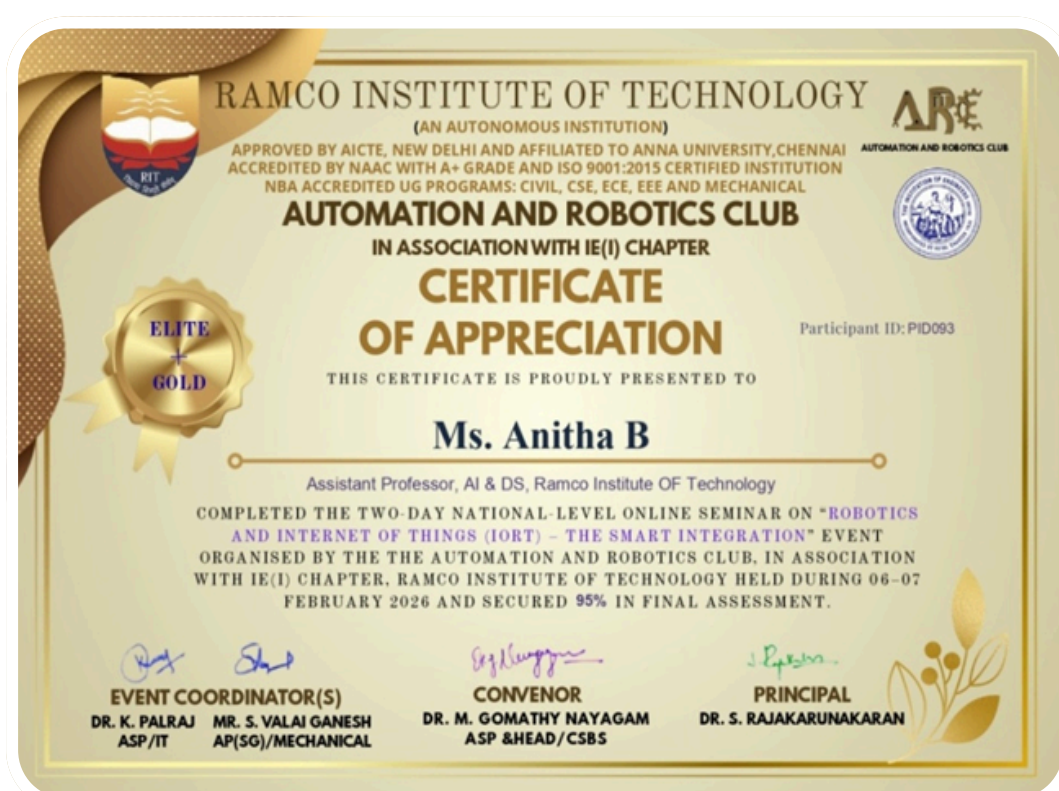 RAMCO INSTITUTE OF TECHNOLOGY
(AN AUTONOMOUS INSTITUTION)
APPROVED BY AICTE, NEW DELHI AND AFFILIATED TO ANNA UNIVERSITY,CHENNAI
ACCREDITED BY NAAC WITH A+ GRADE AND ISO 9001:2015 CERTIFIED INSTITUTION
NBA ACCREDITED UG PROGRAMS: CIVIL, CSE, ECE, EEE AND MECHANICAL
RIT
ARC
AUTOMATION AND ROBOTICS CLUB
AUTOMATION AND ROBOTICS CLUB
IN ASSOCIATION WITH IE(I) CHAPTER
CERTIFICATE
OF APPRECIATION
ELITE
+
GOLD
Participant ID: PID093
THIS CERTIFICATE IS PROUDLY PRESENTED TO
Ms. Anitha B
Assistant Professor, AI & DS, Ramco Institute OF Technology
COMPLETED THE TWO-DAY NATIONAL-LEVEL ONLINE SEMINAR ON “ROBOTICS
AND INTERNET OF THINGS (IORT) – THE SMART INTEGRATION” EVENT
ORGANISED BY THE THE AUTOMATION AND ROBOTICS CLUB, IN ASSOCIATION
WITH IE(I) CHAPTER, RAMCO INSTITUTE OF TECHNOLOGY HELD DURING 06–07
FEBRUARY 2026 AND SECURED 95% IN FINAL ASSESSMENT.
EVENT COORDINATOR(S)
DR. K. PALRAJ MR. S. VALAI GANESH
ASP/IT AP(SG)/MECHANICAL
CONVENOR
DR. M. GOMATHY NAYAGAM
ASP &HEAD/CSBS
PRINCIPAL
DR. S. RAJAKARUNAKARAN